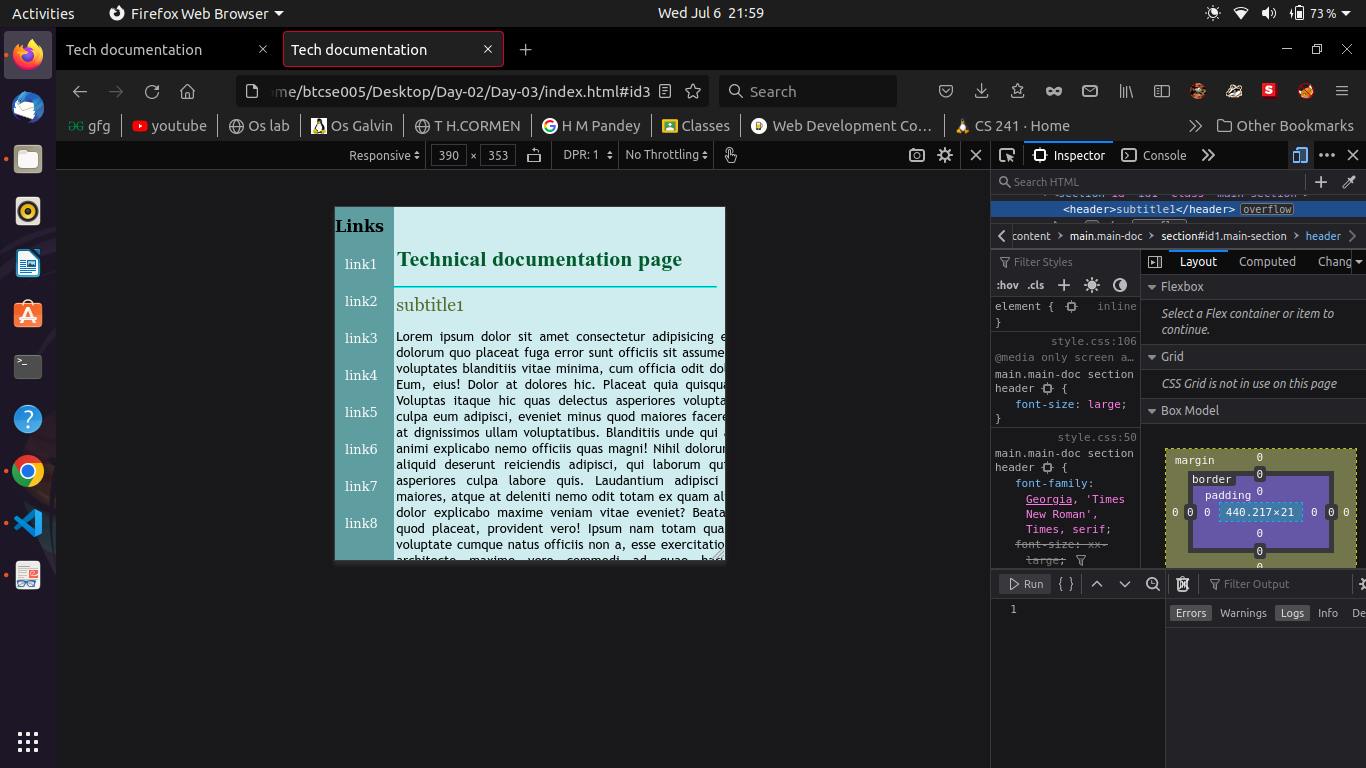 Activities
Firefox Web Browser
Wed Jul 6 21:59
73 %
Tech documentation
Tech documentation
ome/btcse005/Desktop/Day-02/Day-03/index.html#id3
Search
gfg
youtube
Os lab
Os Galvin
T H.CORMEN
H M Pandey
Classes
Web Development Co…
CS 241 · Home
Other Bookmarks
Responsive
390 × 353
DPR: 1
No Throttling
Inspector
Console
Search HTML
<header>subtitle1</header> overflow
content > main.main-doc > section#id1.main-section > header
Filter Styles
Layout
Computed
Chang
:hov .cls
element { inline
}
style.css:106
@media only screen a…
main.main-doc section
header {
font-size: large;
}
style.css:50
main.main-doc section
header {
font-family:
Georgia, 'Times
New Roman',
Times, serif;
font-size: xx-
large;
Flexbox
Select a Flex container or item to
continue.
Grid
CSS Grid is not in use on this page
Box Model
margin
0
border
0
padding
0
0 0 0 440.217×21 0 0 0
0
0
Run
{ }
Filter Output
1
Errors Warnings Logs Info De
Links
link1
link2
link3
link4
link5
link6
link7
link8
Technical documentation page
subtitle1
Lorem ipsum dolor sit amet consectetur adipisicing e
dolorum quo placeat fuga error sunt officiis sit assume
voluptates blanditiis vitae minima, cum officia odit do
Eum, eius! Dolor at dolores hic. Placeat quia quisqua
Voluptas itaque hic quas delectus asperiores volupta
culpa eum adipisci, eveniet minus quod maiores facere
at dignissimos ullam voluptatibus. Blanditiis unde qui
animi explicabo nemo officiis quas magni! Nihil dolorum
aliquid deserunt reiciendis adipisci, qui laborum qu
asperiores culpa labore quis. Laudantium adipisci
maiores, atque at deleniti nemo odit totam ex quam al
dolor explicabo maxime veniam vitae eveniet? Beata
quod placeat, provident vero! Ipsum nam totam qua
voluptate cumque natus officiis non a, esse exercitatio